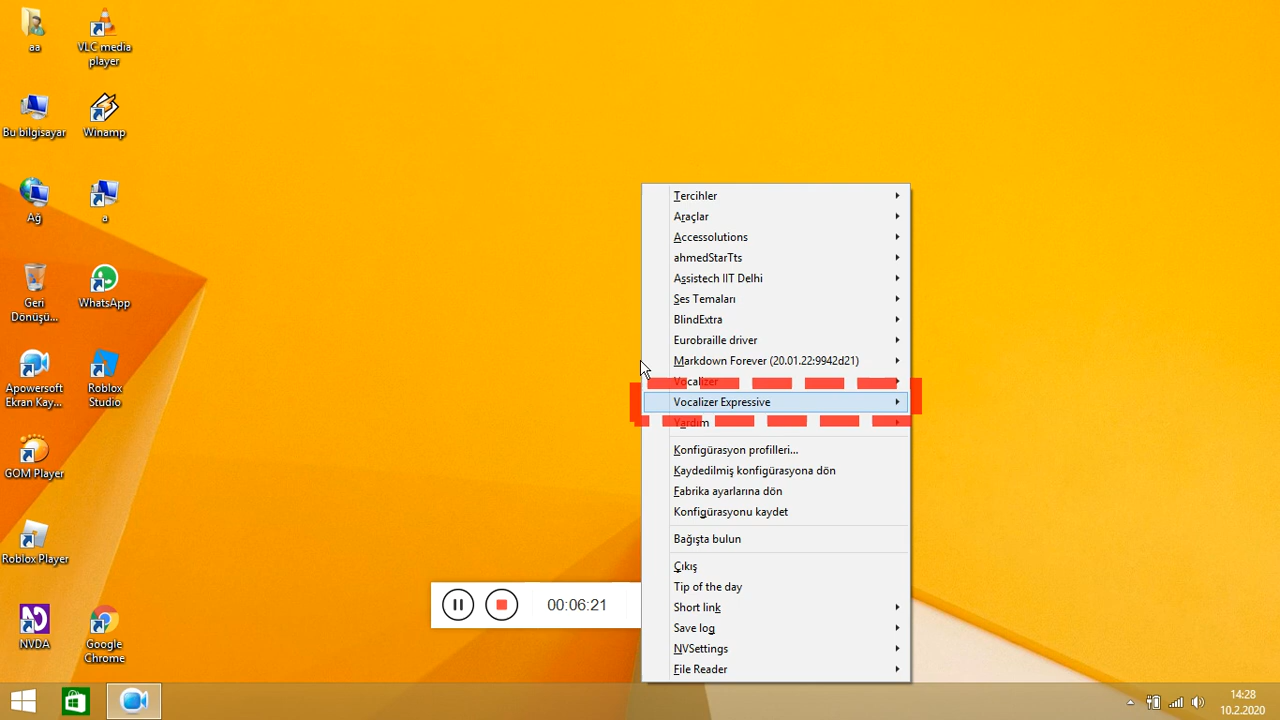 aa
VLC media
player
Bu bilgisayar
Winamp
Ağ
a
Geri
Dönüşü...
WhatsApp
Apowersoft
Ekran Kay...
Roblox
Studio
GOM Player
Roblox Player
NVDA
Google
Chrome
Tercihler
Araçlar
Accessolutions
ahmedStarTts
Assistech IIT Delhi
Ses Temaları
BlindExtra
Eurobraille driver
Markdown Forever (20.01.22:9942d21)
Vocalizer
Vocalizer Expressive
Yardım
Konfigürasyon profilleri...
Kaydedilmiş konfigürasyona dön
Fabrika ayarlarına dön
Konfigürasyonu kaydet
Bağışta bulun
Çıkış
Tip of the day
Short link
Save log
NVSettings
File Reader
00:06:21
14:28
10.2.2020